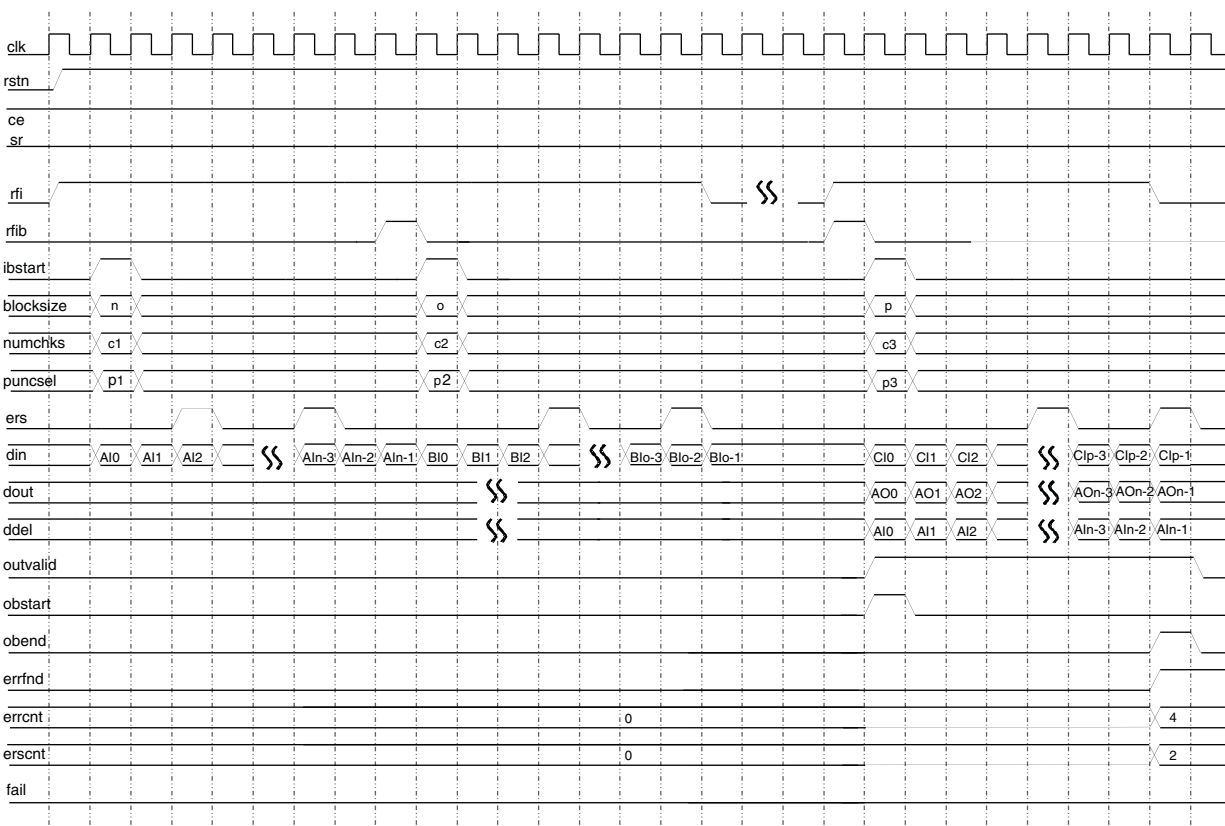 clk
rstn
ce
sr
rfi
rfib
ibstart
blocksize n o p
numchks c1 c2 c3
puncsel p1 p2 p3
ers
din AI0 AI1 AI2 AIn-3 AIn-2 AIn-1 BI0 BI1 BI2 BIo-3 BIo-2 BIo-1 CI0 CI1 CI2 CIp-3 CIp-2 CIp-1
dout AO0 AO1 AO2 AOn-3 AOn-2 AOn-1
ddel AI0 AI1 AI2 AIn-3 AIn-2 AIn-1
outvalid
obstart
obend
errfnd
errcnt 0 4
erscnt 0 2
fail